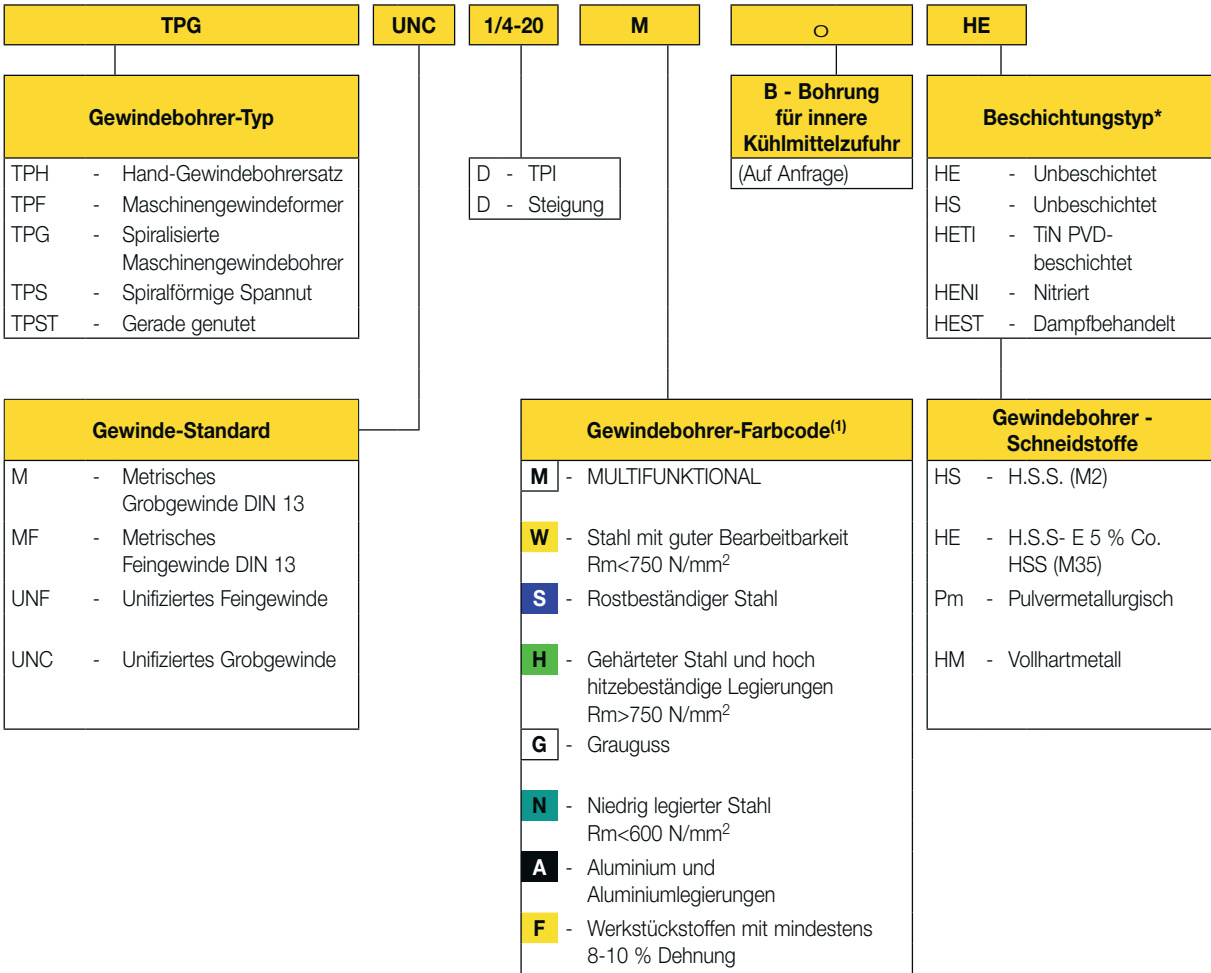 TPG UNC 1/4-20 M O HE
Gewindebohrer-Typ
TPH - Hand-Gewindebohrersatz
TPF - Maschinengewindeformer
TPG - Spiralisierte
Maschinengewindebohrer
TPS - Spiralförmige Spannut
TPST - Gerade genutet
D - TPI
D - Steigung
B - Bohrung
für innere
Kühlmittelzufuhr
(Auf Anfrage)
Beschichtungstyp*
HE - Unbeschichtet
HS - Unbeschichtet
HETI - TiN PVD-
beschichtet
HENI - Nitriert
HEST - Dampfbehandelt
Gewinde-Standard
M - Metrisches
Grobgewinde DIN 13
MF - Metrisches
Feingewinde DIN 13
UNF - Unifiziertes Feingewinde
UNC - Unifiziertes Grobgewinde
Gewindebohrer-Farbcode(1)
M - MULTIFUNKTIONAL
W - Stahl mit guter Bearbeitbarkeit
Rm<750 N/mm2
S - Rostbeständiger Stahl
H - Gehärteter Stahl und hoch
hitzebeständige Legierungen
Rm>750 N/mm2
G - Grauguss
N - Niedrig legierter Stahl
Rm<600 N/mm2
A - Aluminium und
Aluminiumlegierungen
F - Werkstückstoffen mit mindestens
8-10 % Dehnung
Gewindebohrer -
Schneidstoffe
HS - H.S.S. (M2)
HE - H.S.S- E 5 % Co.
HSS (M35)
Pm - Pulvermetallurgisch
HM - Vollhartmetall